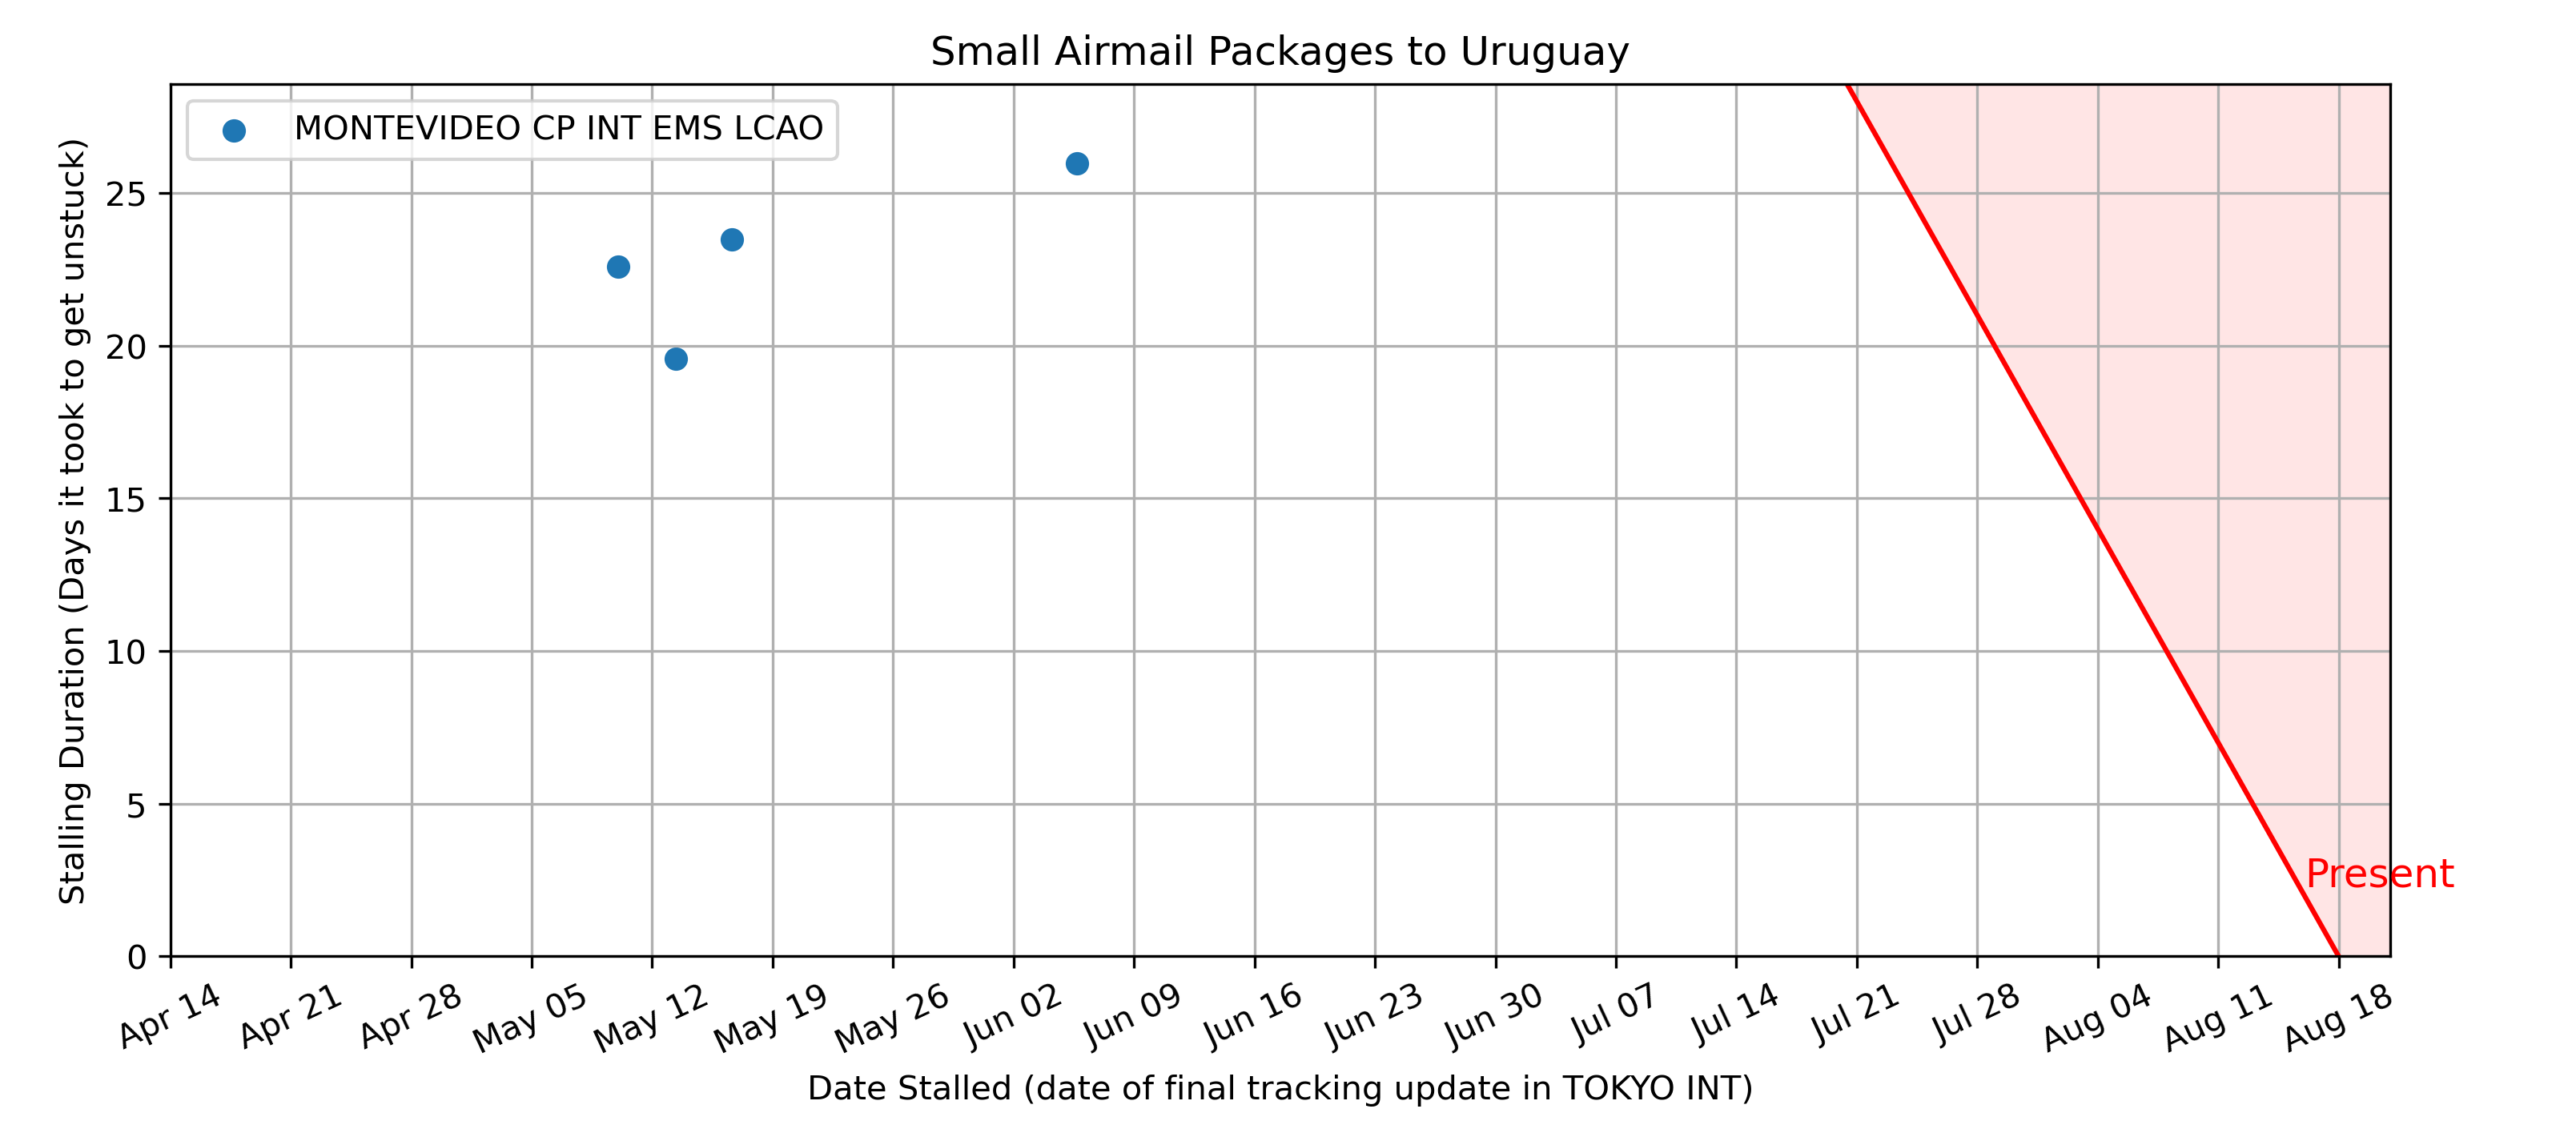 Small Airmail Packages to Uruguay
MONTEVIDEO CP INT EMS LCAO
Stalling Duration (Days it took to get unstuck)
25
20
15
10
5
0
Present
Apr 14 Apr 21 Apr 28 May 05 May 12 May 19 May 26 Jun 02 Jun 09 Jun 16 Jun 23 Jun 30 Jul 07 Jul 14 Jul 21 Jul 28 Aug 04 Aug 11 Aug 18
Date Stalled (date of final tracking update in TOKYO INT)